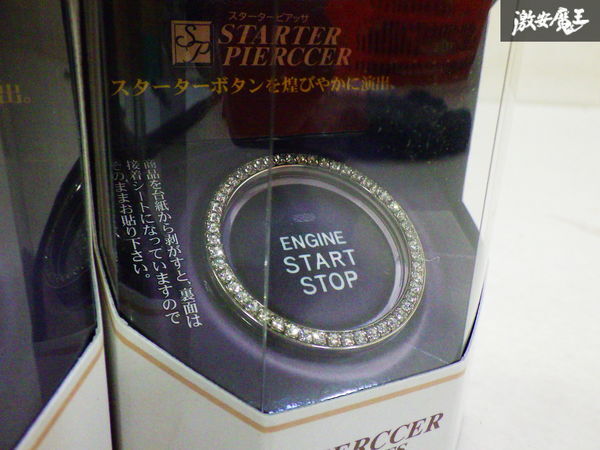 激安魔王
スターターピアッサ
SP
STARTER
PIERCCER
スターターボタンを煌びやかに演出。
出。
商品を台紙から剥がすと、裏面は
接着シートになっていますので
そのままお貼り下さい。
ENGINE
START
STOP
PIERCCER